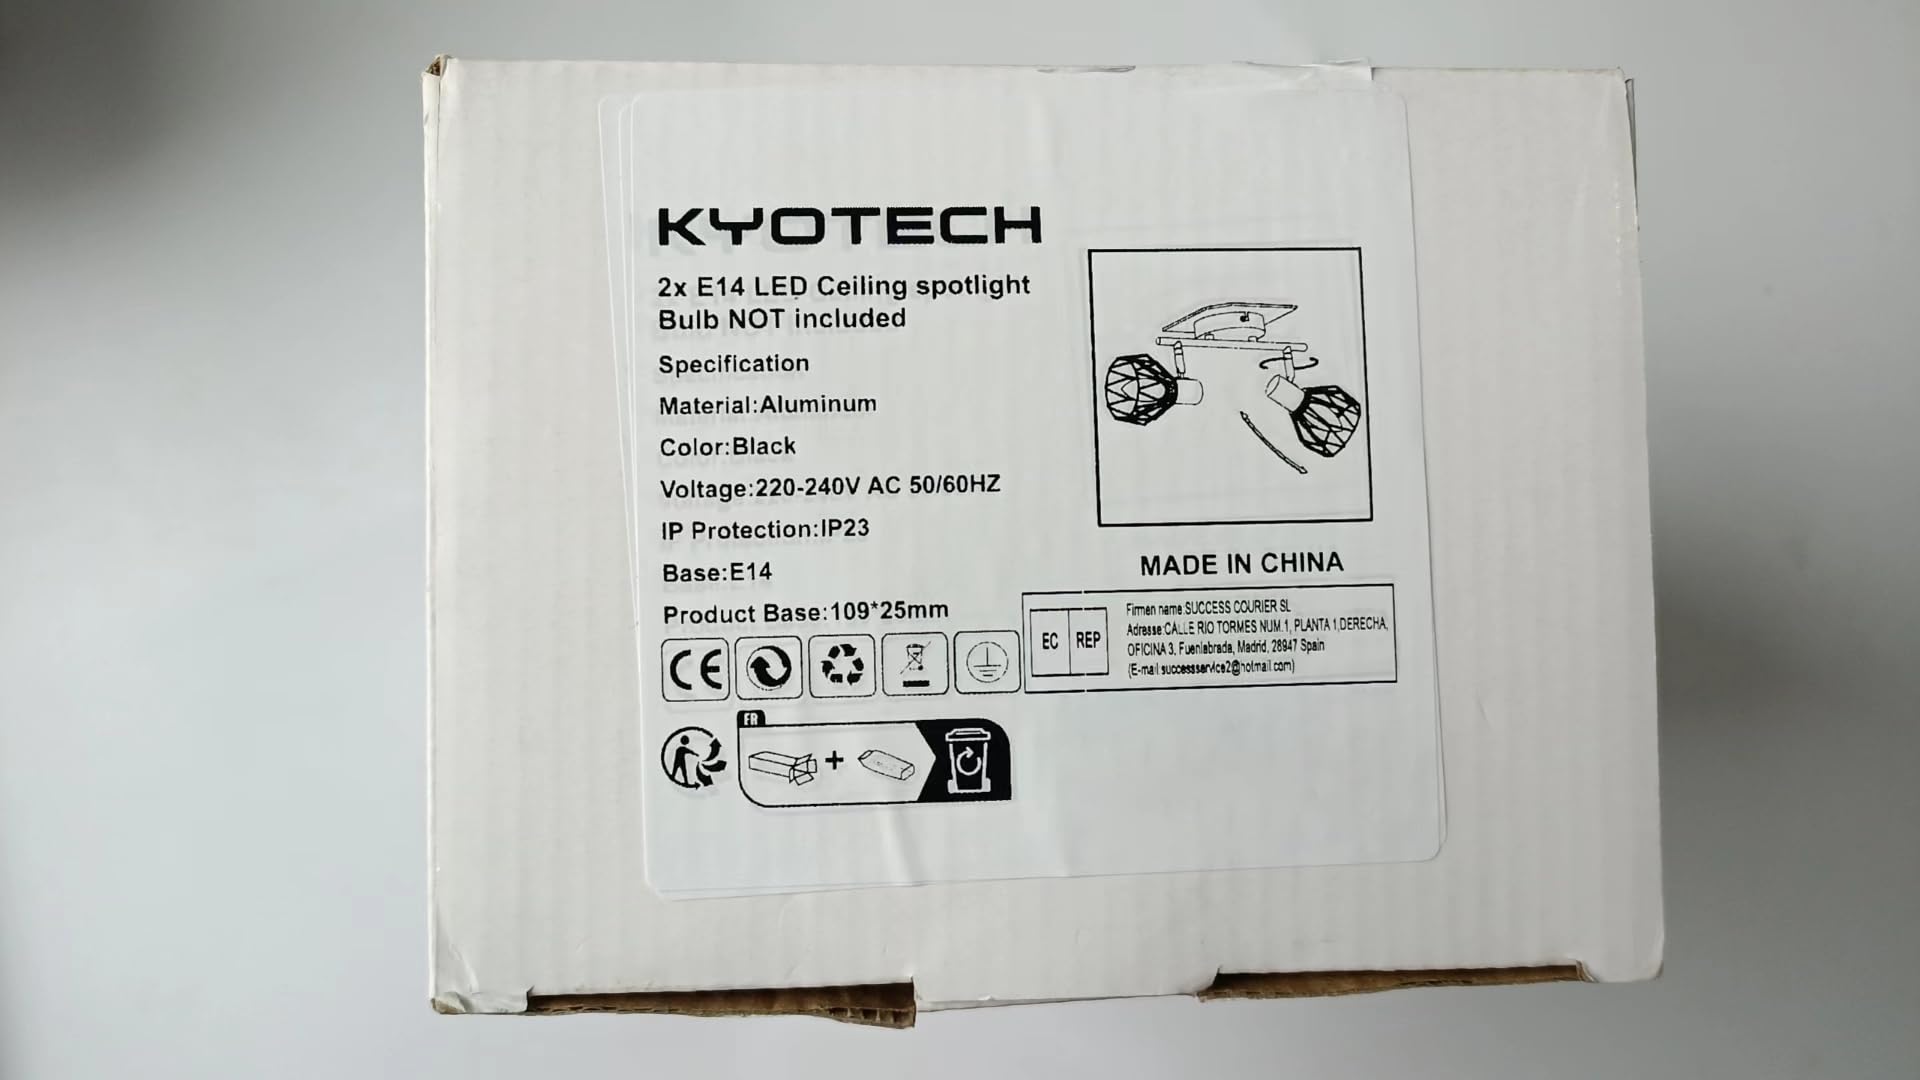 KYOTECH
2x E14 LED Ceiling spotlight
Bulb NOT included
Specification
Material:Aluminum
Color:Black
Voltage:220-240V AC 50/60HZ
IP Protection:IP23
Base:E14
Product Base:109*25mm
MADE IN CHINA
CE
EC REP
Firmen name:SUCCESS COURIER SL
Adresse:CALLE RIO TORMES NUM.1, PLANTA 1,DERECHA,
OFICINA 3, Fuenlabrada, Madrid, 28947 Spain
(E-mail:successservice2@hotmail.com)
FR